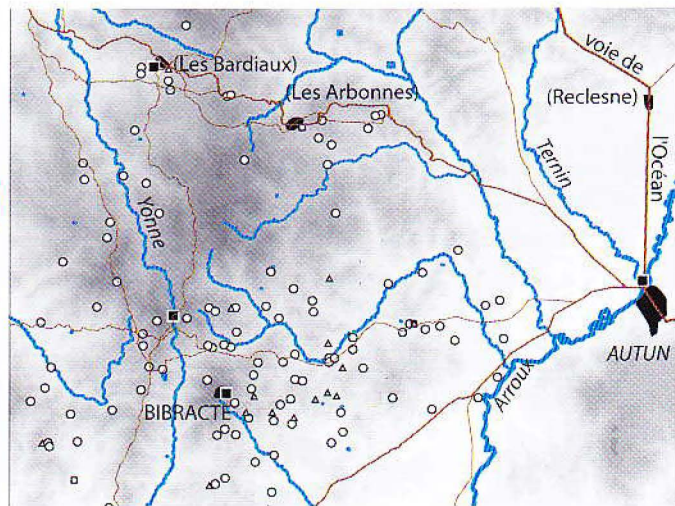 voie de
(Les Bardiaux)
(Les Arbonnes)
(Reclesne)
l'Océan
Ternin
Yonne
AUTUN
Arroux
BIBRACTE